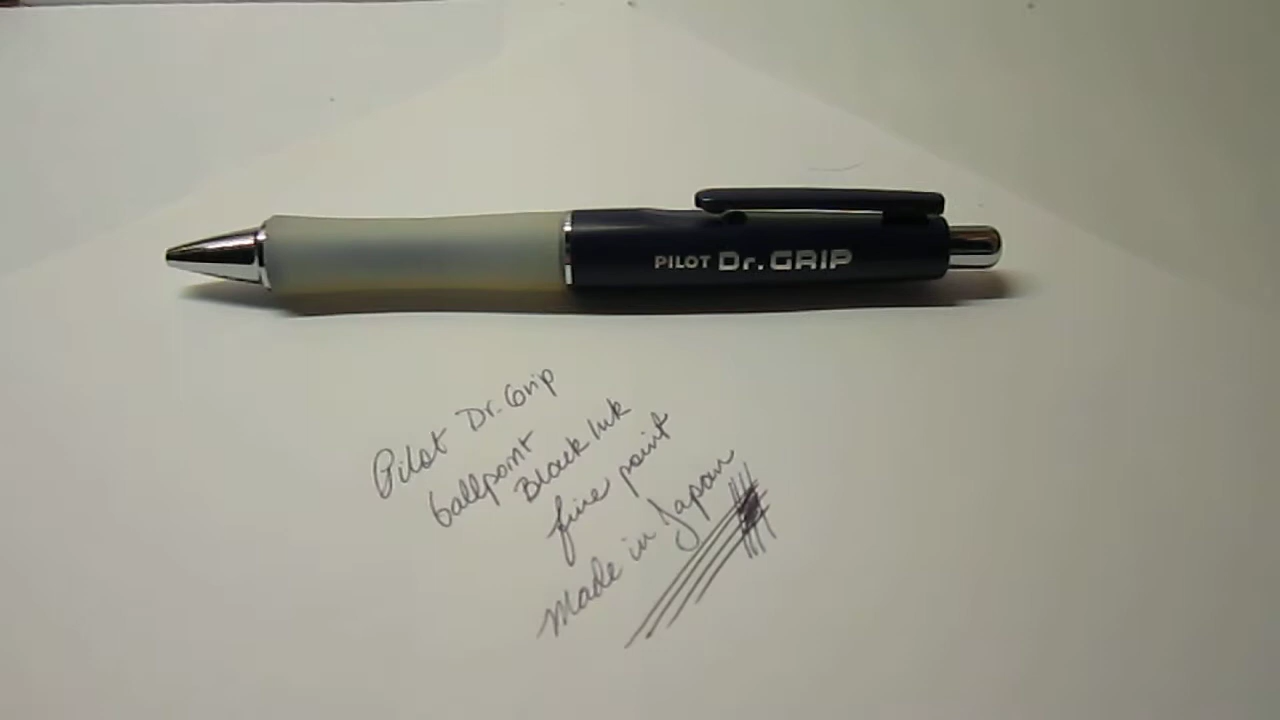 PILOT Dr. GRIP
Pilot Dr. Grip
ballpoint
Black Ink
fine point
Made in Japan